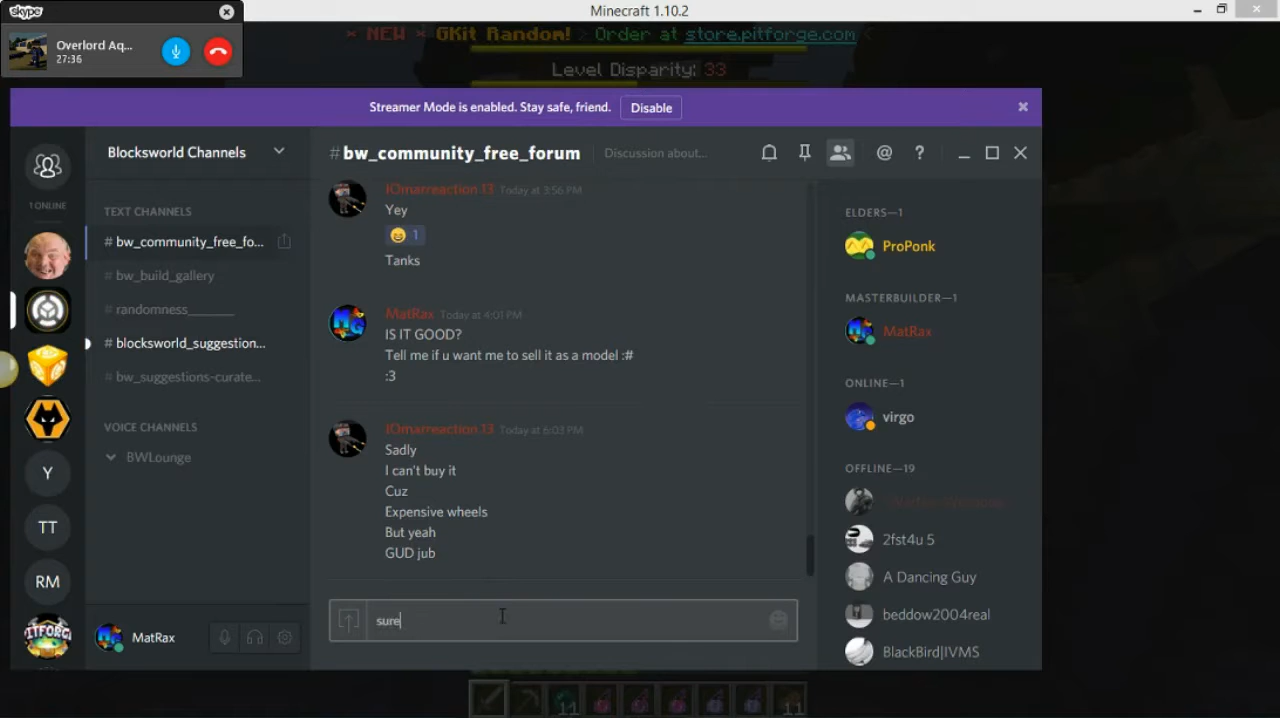 skype
Minecraft 1.10.2
Overlord Aq...
27:36
NEW GKit Random! Order at store.pitforge.com
Level Disparity: 33
Streamer Mode is enabled. Stay safe, friend. Disable
Blocksworld Channels
#bw_community_free_forum Discussion about...
1 ONLINE
TEXT CHANNELS
# bw_community_free_fo...
# bw_build_gallery
# randomness_______
# blocksworld_suggestion...
# bw_suggestions-curate...
VOICE CHANNELS
BWLounge
Y
TT
RM
MatRax
IOmarreaction 13 Today at 3:56 PM
Yey
1
Tanks
MatRax Today at 4:01 PM
IS IT GOOD?
Tell me if u want me to sell it as a model :#
:3
IOmarreaction 13 Today at 6:03 PM
Sadly
I can't buy it
Cuz
Expensive wheels
But yeah
GUD jub
sure
ELDERS—1
ProPonk
MASTERBUILDER—1
MatRax
ONLINE—1
virgo
OFFLINE—19
2fst4u 5
A Dancing Guy
beddow2004real
BlackBird|IVMS
11
11